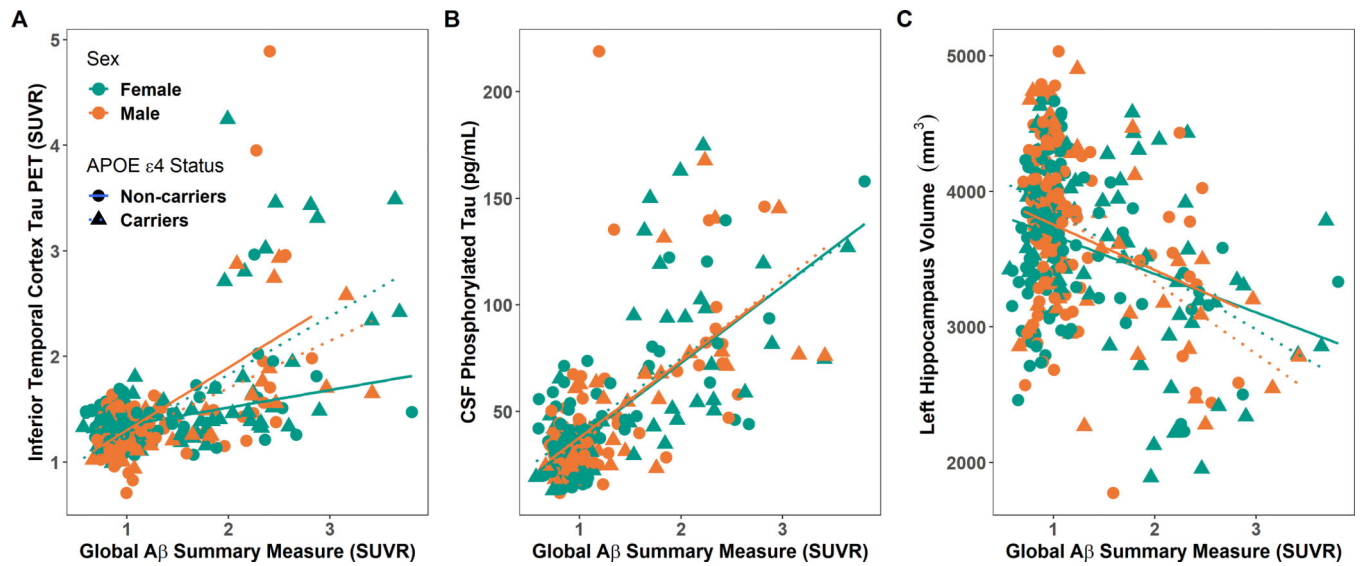 A
Inferior Temporal Cortex Tau PET (SUVR)
5
4
3
2
1
Sex
Female
Male
APOE ε4 Status
Non-carriers
Carriers
1 2 3
Global Aβ Summary Measure (SUVR)
B
CSF Phosphorylated Tau (pg/mL)
200
150
100
50
1 2 3
Global Aβ Summary Measure (SUVR)
C
Left Hippocampus Volume (mm³)
5000
4000
3000
2000
1 2 3
Global Aβ Summary Measure (SUVR)